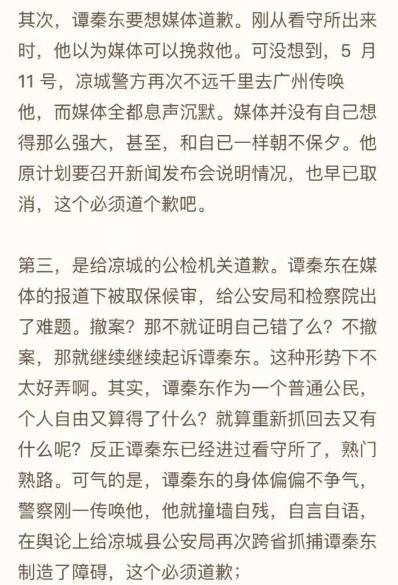 其次，谭秦东要想媒体道歉。刚从看守所出来
时，他以为媒体可以挽救他。可没想到，5 月
11 号，凉城警方再次不远千里去广州传唤
他，而媒体全都息声沉默。媒体并没有自己想
得那么强大，甚至，和自已一样朝不保夕。他
原计划要召开新闻发布会说明情况，也早已取
消，这个必须道个歉吧。
第三，是给凉城的公检机关道歉。谭秦东在媒
体的报道下被取保候审，给公安局和检察院出
了难题。撤案？那不就证明自己错了么？不撤
案，那就继续继续起诉谭秦东。这种形势下不
太好弄啊。其实，谭秦东作为一个普通公民，
个人自由又算得了什么？就算重新抓回去又有
什么呢？反正谭秦东已经进过看守所了，熟门
熟路。可气的是，谭秦东的身体偏偏不争气，
警察刚一传唤他，他就撞墙自残，自言自语，
在舆论上给凉城县公安局再次跨省抓捕谭秦东
制造了障碍，这个必须道歉；